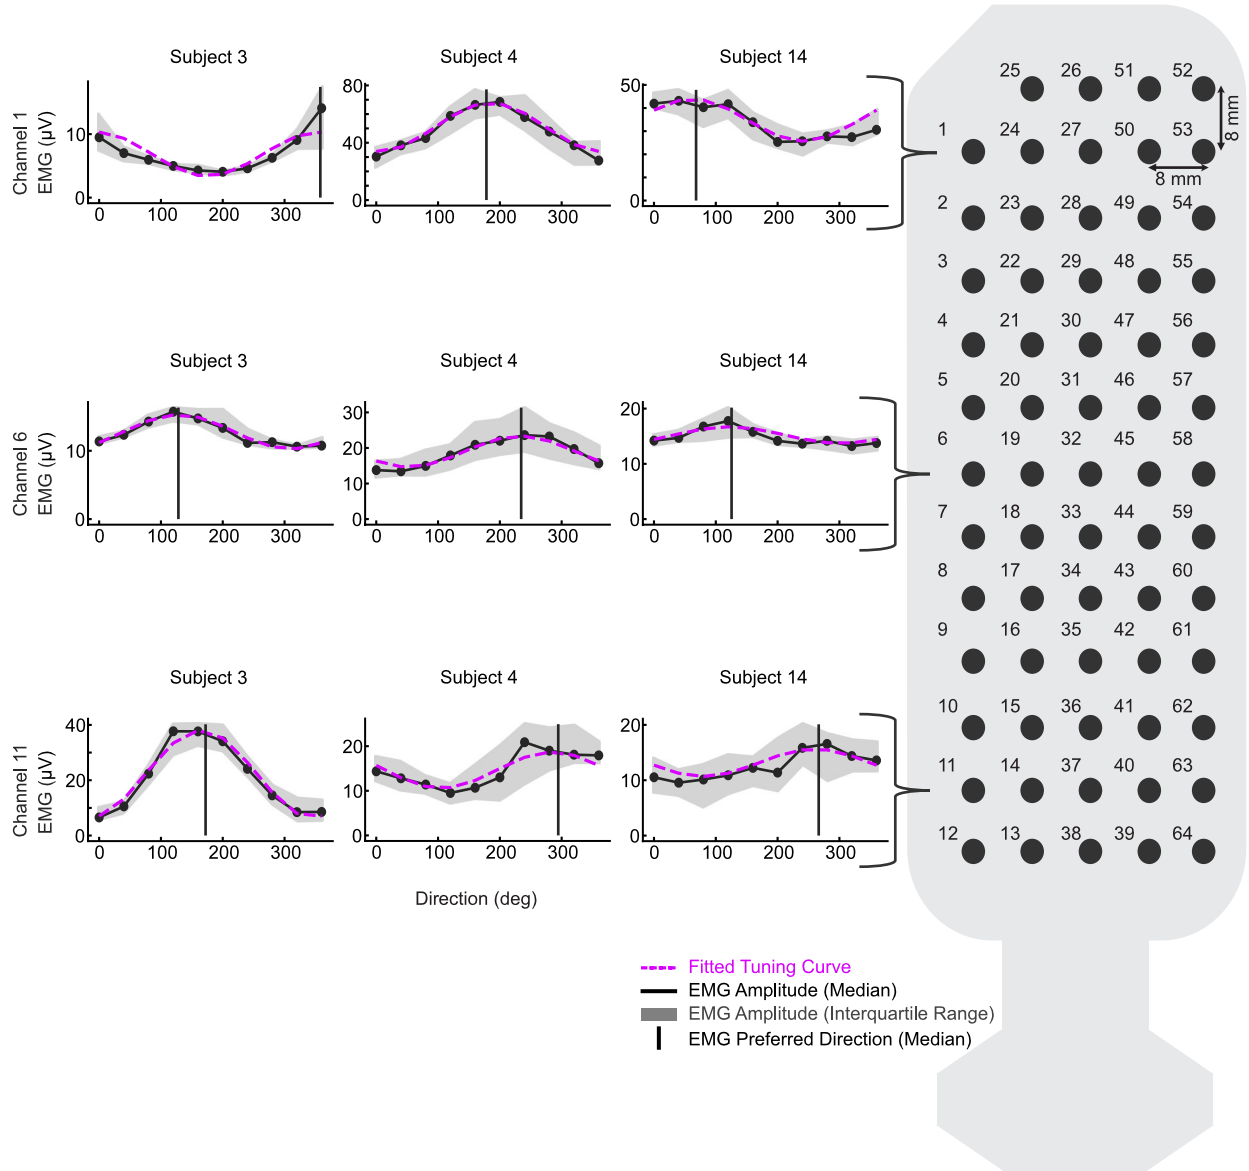 Subject 3
Subject 4
Subject 14
Channel 1
EMG (µV)
10
0
0 100 200 300
80
40
0
0 100 200 300
50
0
0 100 200 300
Subject 3
Subject 4
Subject 14
Channel 6
EMG (µV)
10
0
0 100 200 300
30
20
10
0
0 100 200 300
20
10
0
0 100 200 300
Subject 3
Subject 4
Subject 14
Channel 11
EMG (µV)
40
20
0
0 100 200 300
20
10
0
0 100 200 300
20
10
0
0 100 200 300
Direction (deg)
Fitted Tuning Curve
EMG Amplitude (Median)
EMG Amplitude (Interquartile Range)
EMG Preferred Direction (Median)
25 26 51 52
8 mm
1 24 27 50 53
8 mm
2 23 28 49 54
3 22 29 48 55
4 21 30 47 56
5 20 31 46 57
6 19 32 45 58
7 18 33 44 59
8 17 34 43 60
9 16 35 42 61
10 15 36 41 62
11 14 37 40 63
12 13 38 39 64